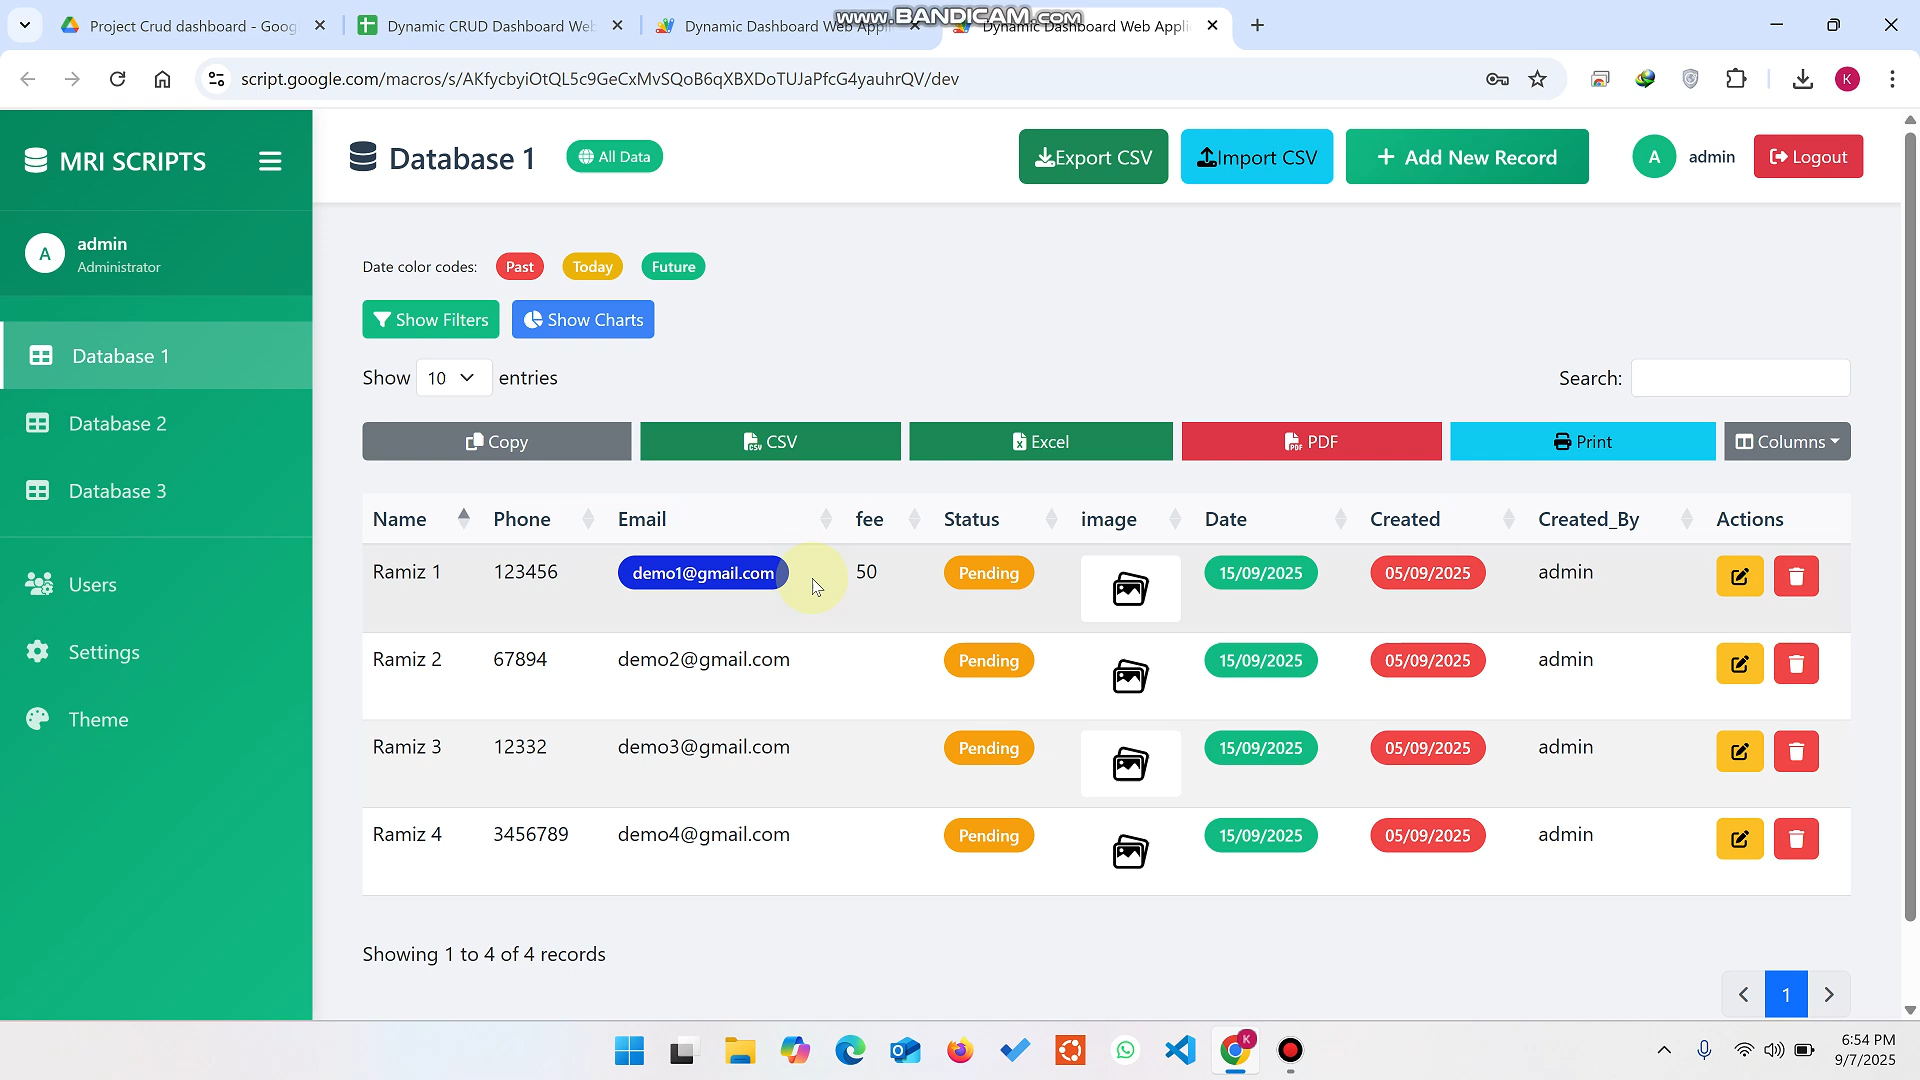 Project Crud dashboard - Goog
Dynamic CRUD Dashboard Web
Dynamic Dashboard Web Appli
Dynamic Dashboard Web Appli
www.BANDICAM.com
script.google.com/macros/s/AKfycbyiOtQL5c9GeCxMvSQoB6qXBXDoTUJaPfcG4yauhrQV/dev
K
MRI SCRIPTS
Database 1
All Data
Export CSV
Import CSV
+ Add New Record
A
admin
Logout
A
admin
Administrator
Database 1
Database 2
Database 3
Users
Settings
Theme
Date color codes:
Past
Today
Future
Show Filters
Show Charts
Show 10 entries
Search:
Copy
CSV
Excel
PDF
Print
Columns
Name Phone Email fee Status image Date Created Created_By Actions
Ramiz 1 123456 demo1@gmail.com 50 Pending 15/09/2025 05/09/2025 admin
Ramiz 2 67894 demo2@gmail.com Pending 15/09/2025 05/09/2025 admin
Ramiz 3 12332 demo3@gmail.com Pending 15/09/2025 05/09/2025 admin
Ramiz 4 3456789 demo4@gmail.com Pending 15/09/2025 05/09/2025 admin
Showing 1 to 4 of 4 records
1
6:54 PM
9/7/2025